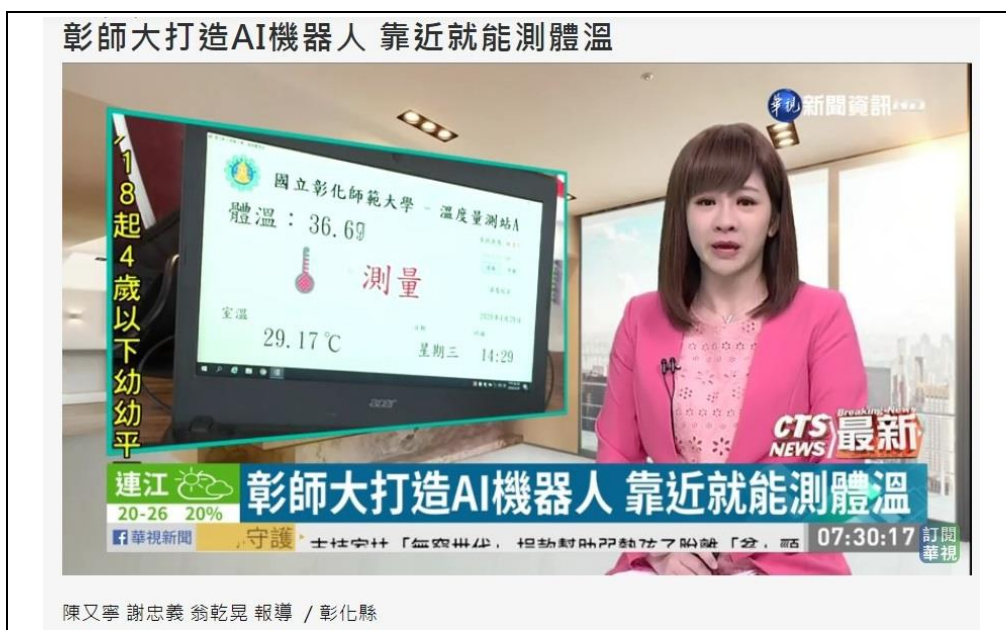 彰師大打造AI機器人 靠近就能測體溫
華視新聞資訊
18起4歲以下幼幼平
國立彰化師範大學 - 溫度量測站A
體溫：36.69
測量
室溫
29.17℃
星期三 14:29
acer
CTS NEWS
Breaking News
最新
連江
20-26 20%
彰師大打造AI機器人 靠近就能測體溫
華視新聞
守護
07:30:17
訂閱
華視
陳又寧 謝忠義 翁乾晃 報導 / 彰化縣